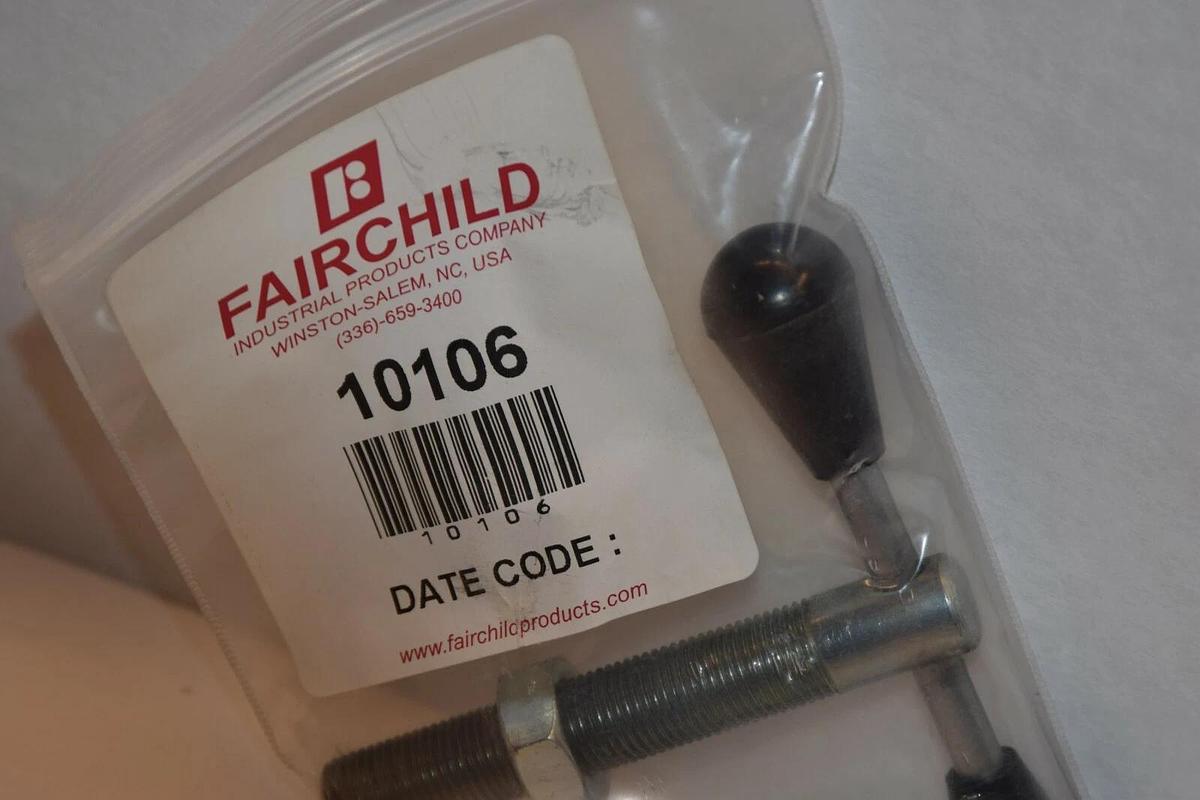 FAIRCHILD
INDUSTRIAL PRODUCTS COMPANY
WINSTON-SALEM, NC, USA
(336)-659-3400
10106
10106
DATE CODE :
www.fairchildproducts.com